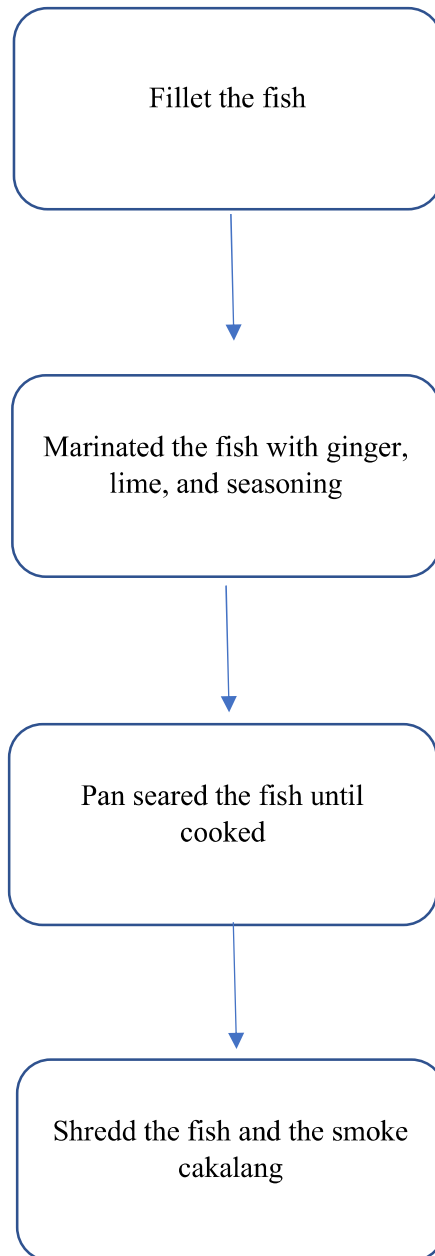 Fillet the fish
Marinated the fish with ginger,
lime, and seasoning
Pan seared the fish until
cooked
Shredd the fish and the smoke
cakalang